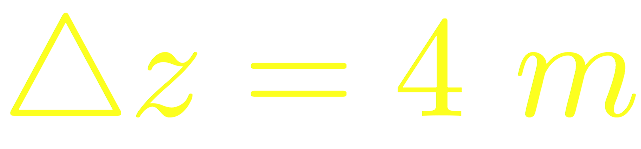 △z = 4 m